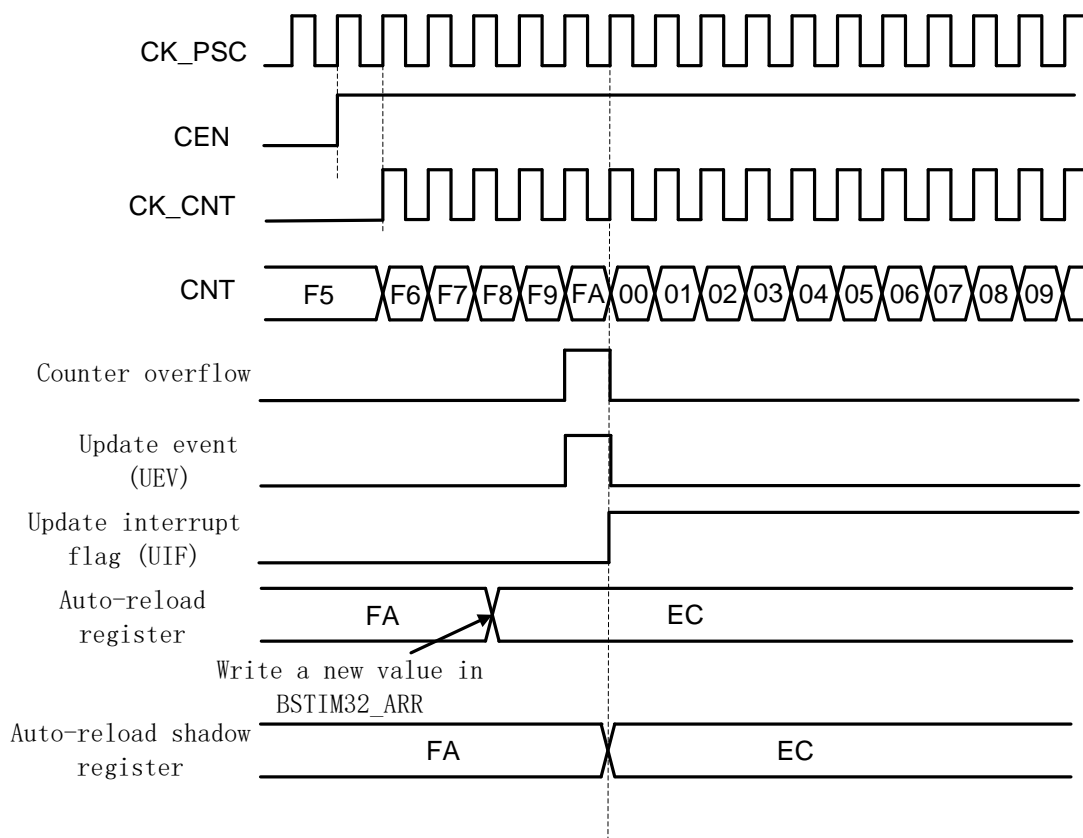 CK_PSC
CEN
CK_CNT
CNT F5 F6 F7 F8 F9 FA 00 01 02 03 04 05 06 07 08 09
Counter overflow
Update event
(UEV)
Update interrupt
flag (UIF)
Auto-reload
register
FA EC
Write a new value in
BSTIM32_ARR
Auto-reload shadow
register
FA EC